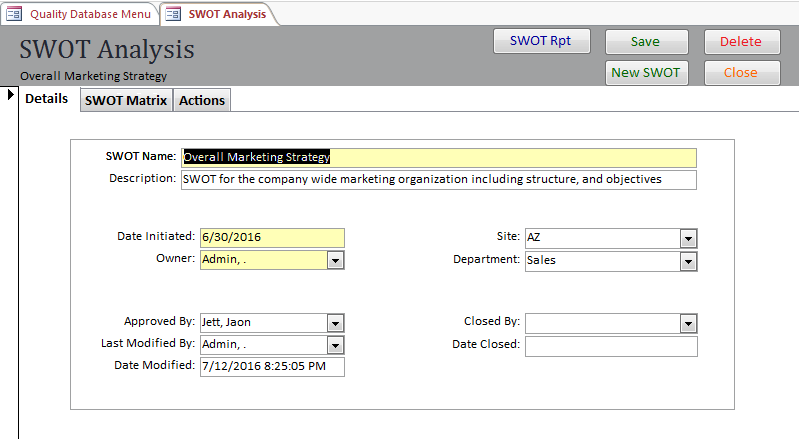 Quality Database Menu SWOT Analysis
SWOT Analysis
Overall Marketing Strategy
SWOT Rpt Save Delete
New SWOT Close
Details SWOT Matrix Actions
SWOT Name: Overall Marketing Strategy
Description: SWOT for the company wide marketing organization including structure, and objectives
Date Initiated: 6/30/2016 Site: AZ
Owner: Admin, . Department: Sales
Approved By: Jett, Jaon Closed By:
Last Modified By: Admin, . Date Closed:
Date Modified: 7/12/2016 8:25:05 PM